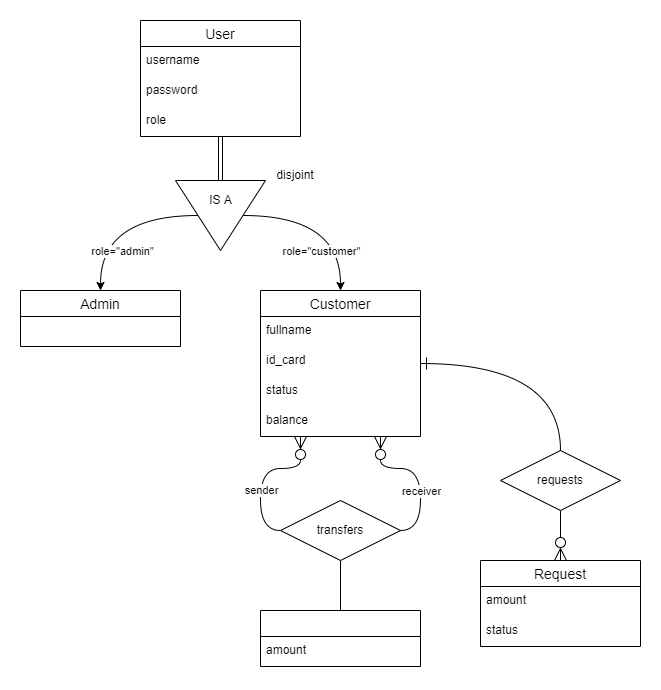 User
username
password
role
disjoint
IS A
role="admin"
role="customer"
Admin
Customer
fullname
id_card
status
balance
sender
receiver
transfers
requests
Request
amount
status
amount